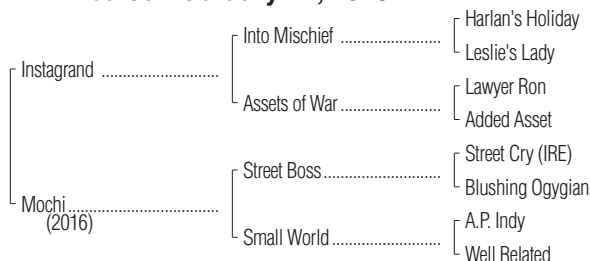 Harlan's Holiday
Into Mischief ........................
Leslie's Lady
Instagrand ............................
Lawyer Ron
Assets of War ........................
Added Asset
Street Cry (IRE)
Street Boss ............................
Blushing Ogygian
Mochi ....................................
(2016)
A.P. Indy
Small World ..........................
Well Related